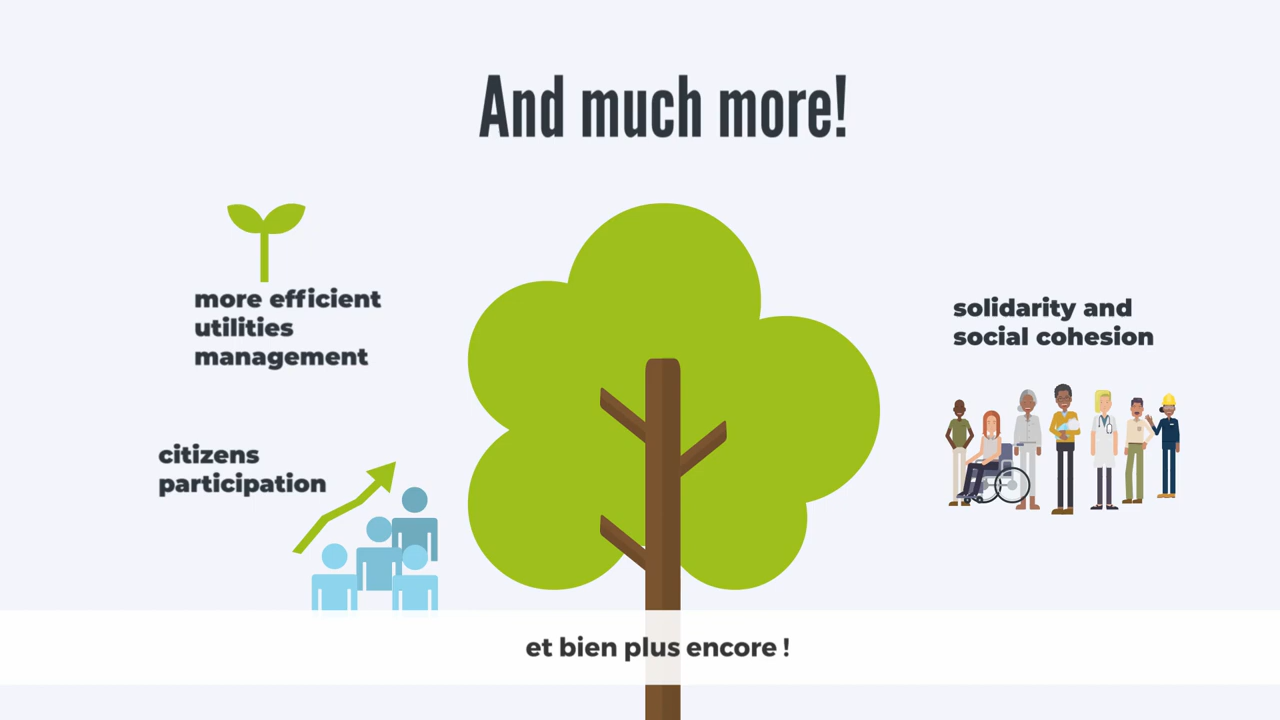 And much more!
more efficient
utilities
management
citizens
participation
solidarity and
social cohesion
et bien plus encore !